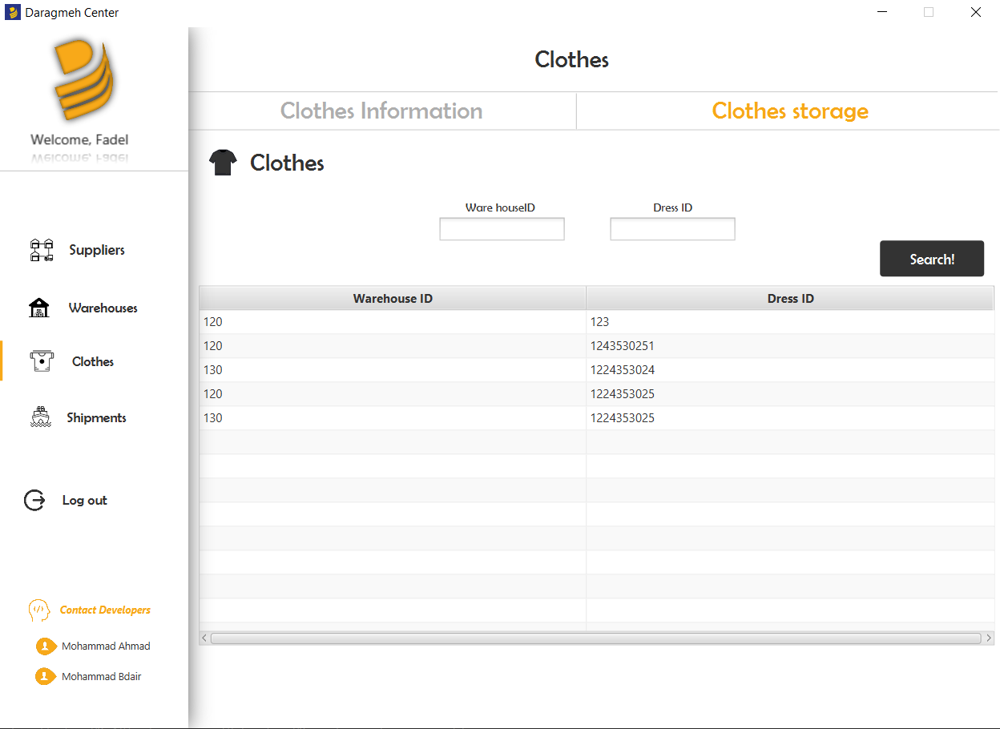 Daragmeh Center
Welcome, Fadel
Clothes
Clothes Information
Clothes storage
Clothes
Ware houseID
Dress ID
Search!
Suppliers
Warehouses
Clothes
Shipments
Log out
Contact Developers
Mohammad Ahmad
Mohammad Bdair
Warehouse ID Dress ID
120 123
120 1243530251
130 1224353024
120 1224353025
130 1224353025